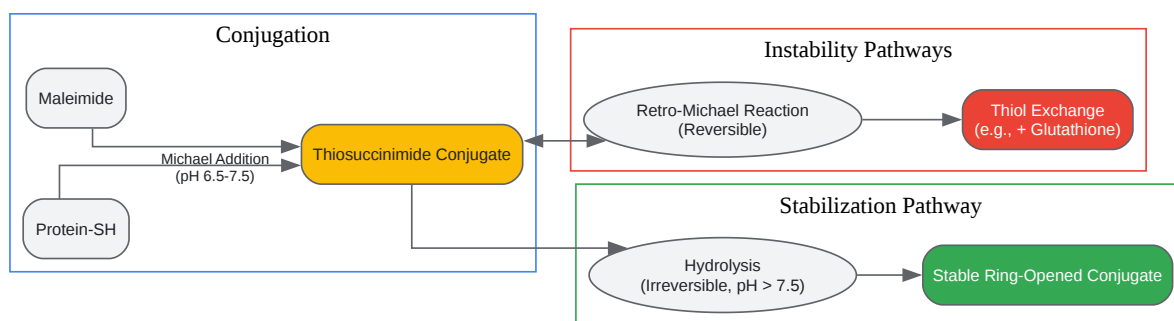 Conjugation
Maleimide
Michael Addition
(pH 6.5-7.5)
Protein-SH
Thiosuccinimide Conjugate
Instability Pathways
Retro-Michael Reaction
(Reversible)
Thiol Exchange
(e.g., + Glutathione)
Stabilization Pathway
Hydrolysis
(Irreversible, pH > 7.5)
Stable Ring-Opened Conjugate